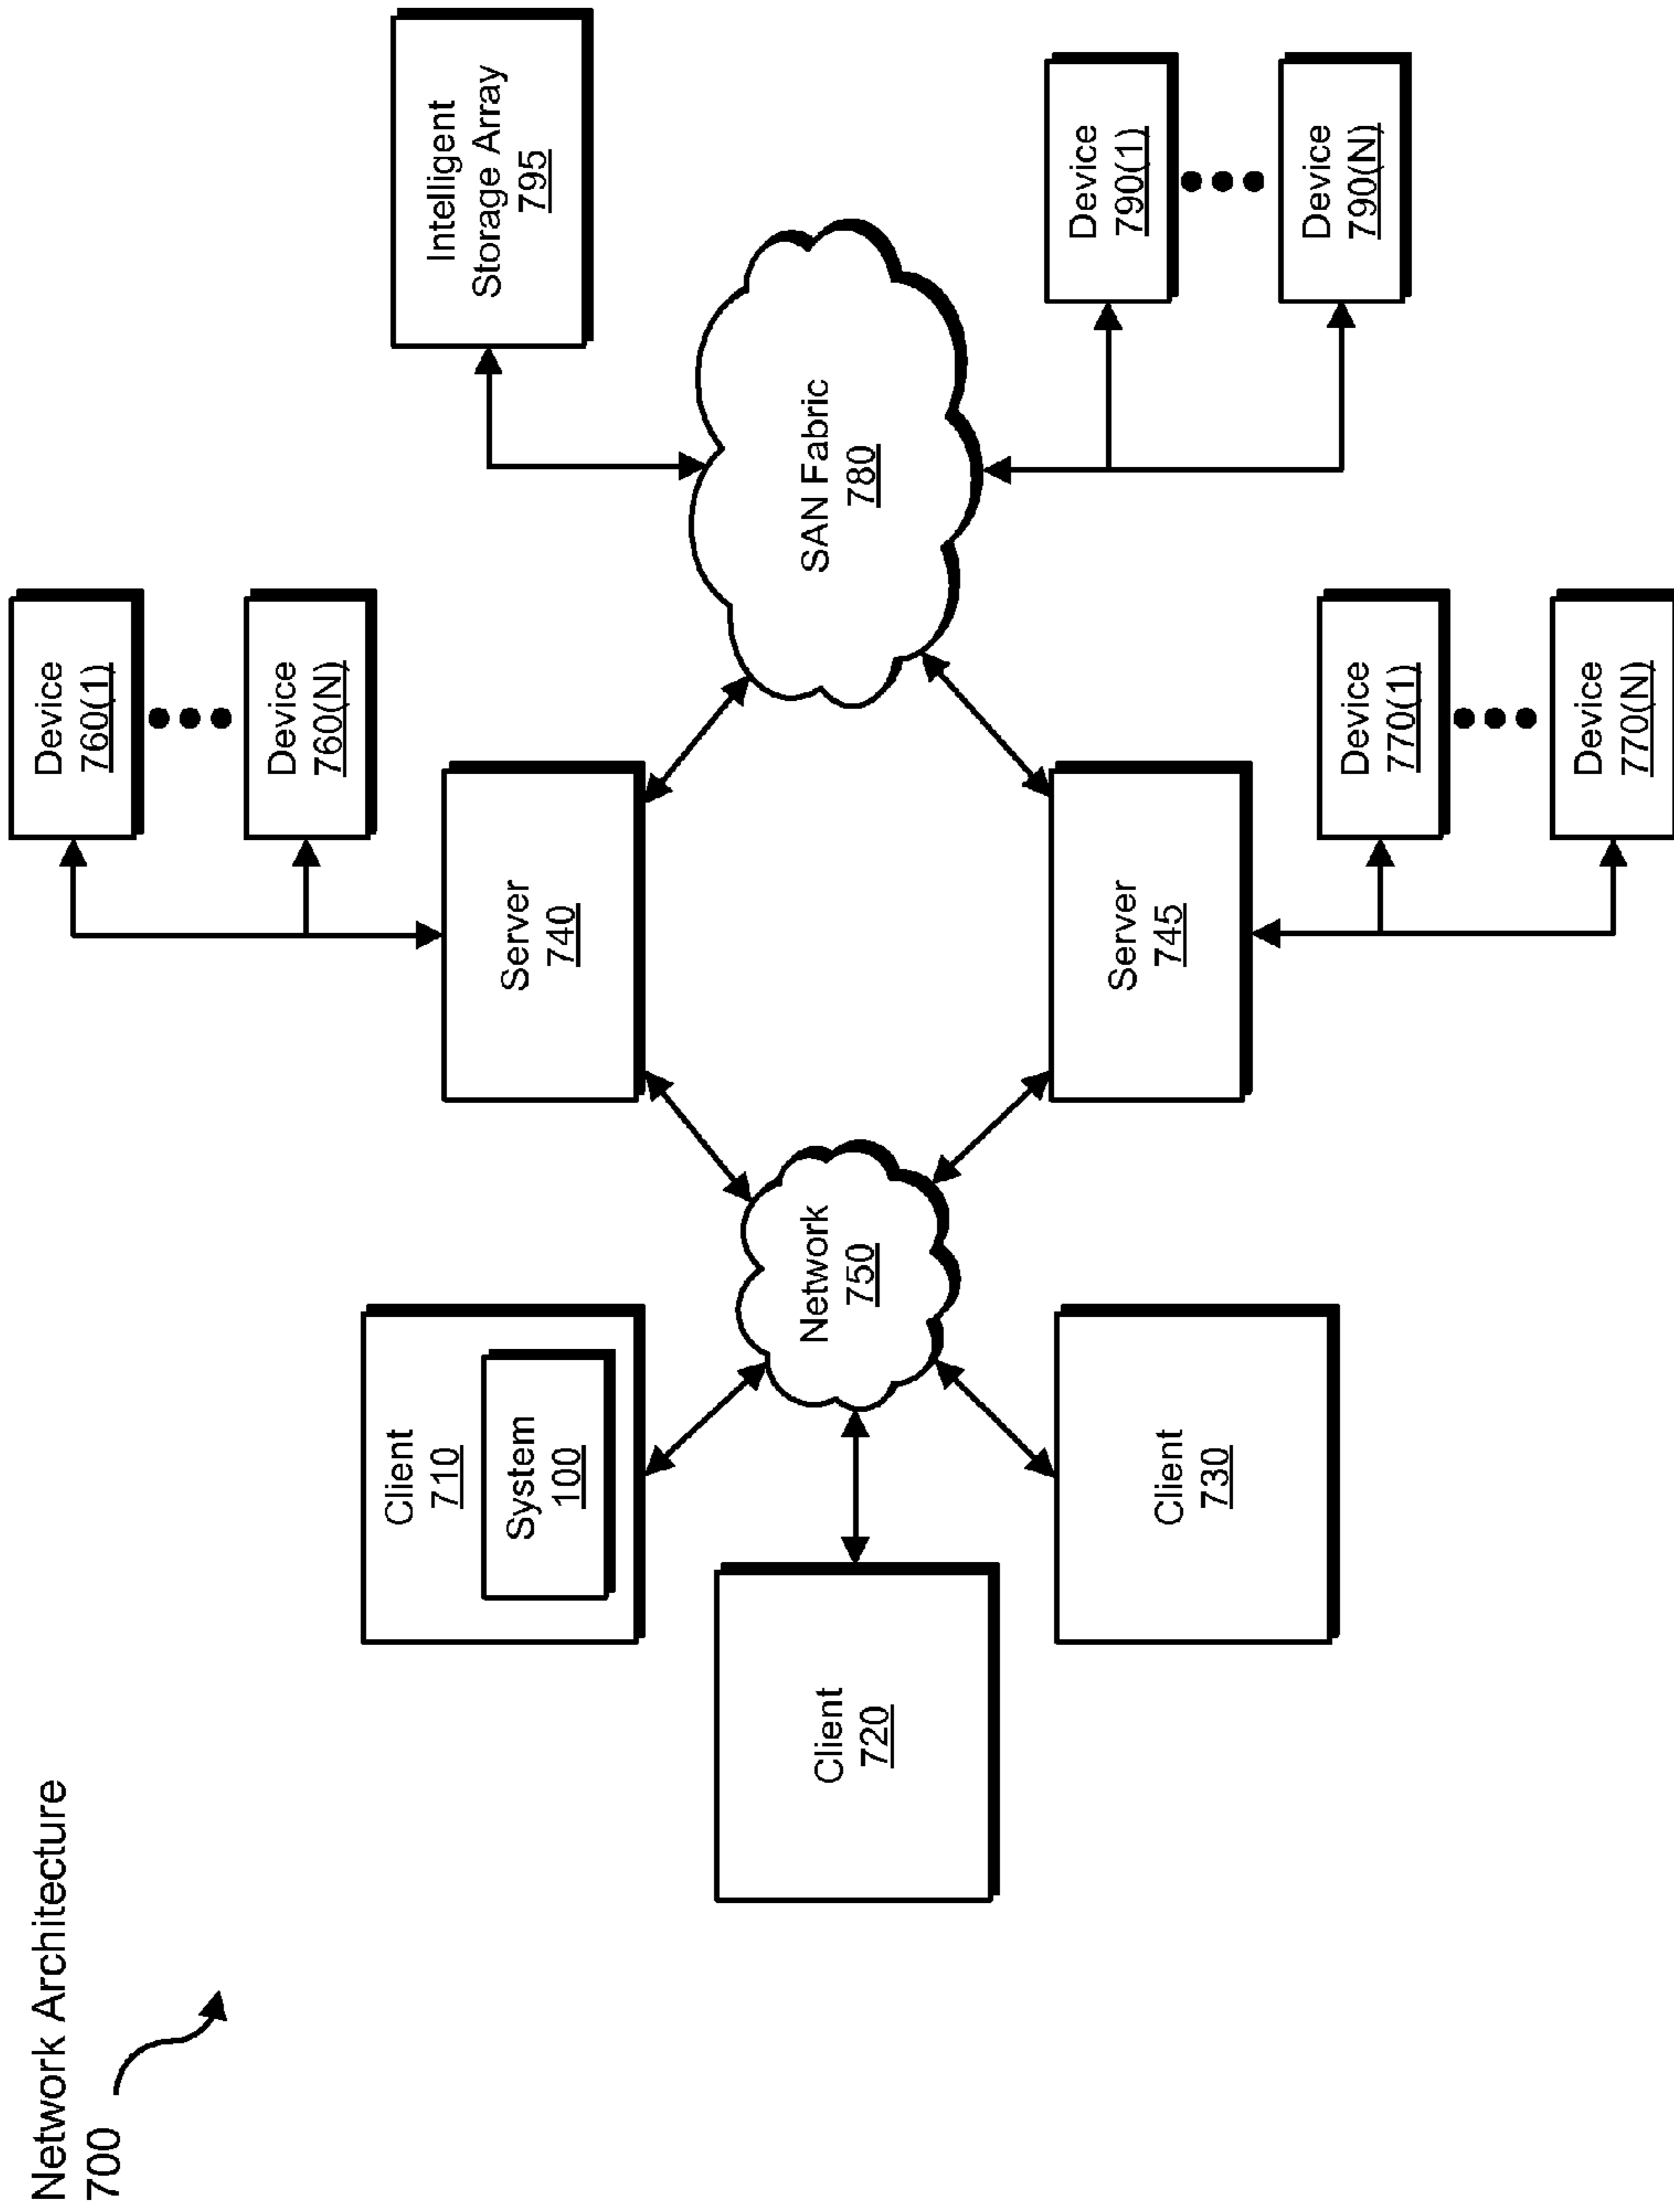 Network Architecture
700
Device
760(1)
Device
760(N)
Intelligent
Storage Array
795
Client
710
System
100
Server
740
Client
720
Network
750
SAN Fabric
780
Client
730
Server
745
Device
790(1)
Device
790(N)
Device
770(1)
Device
770(N)